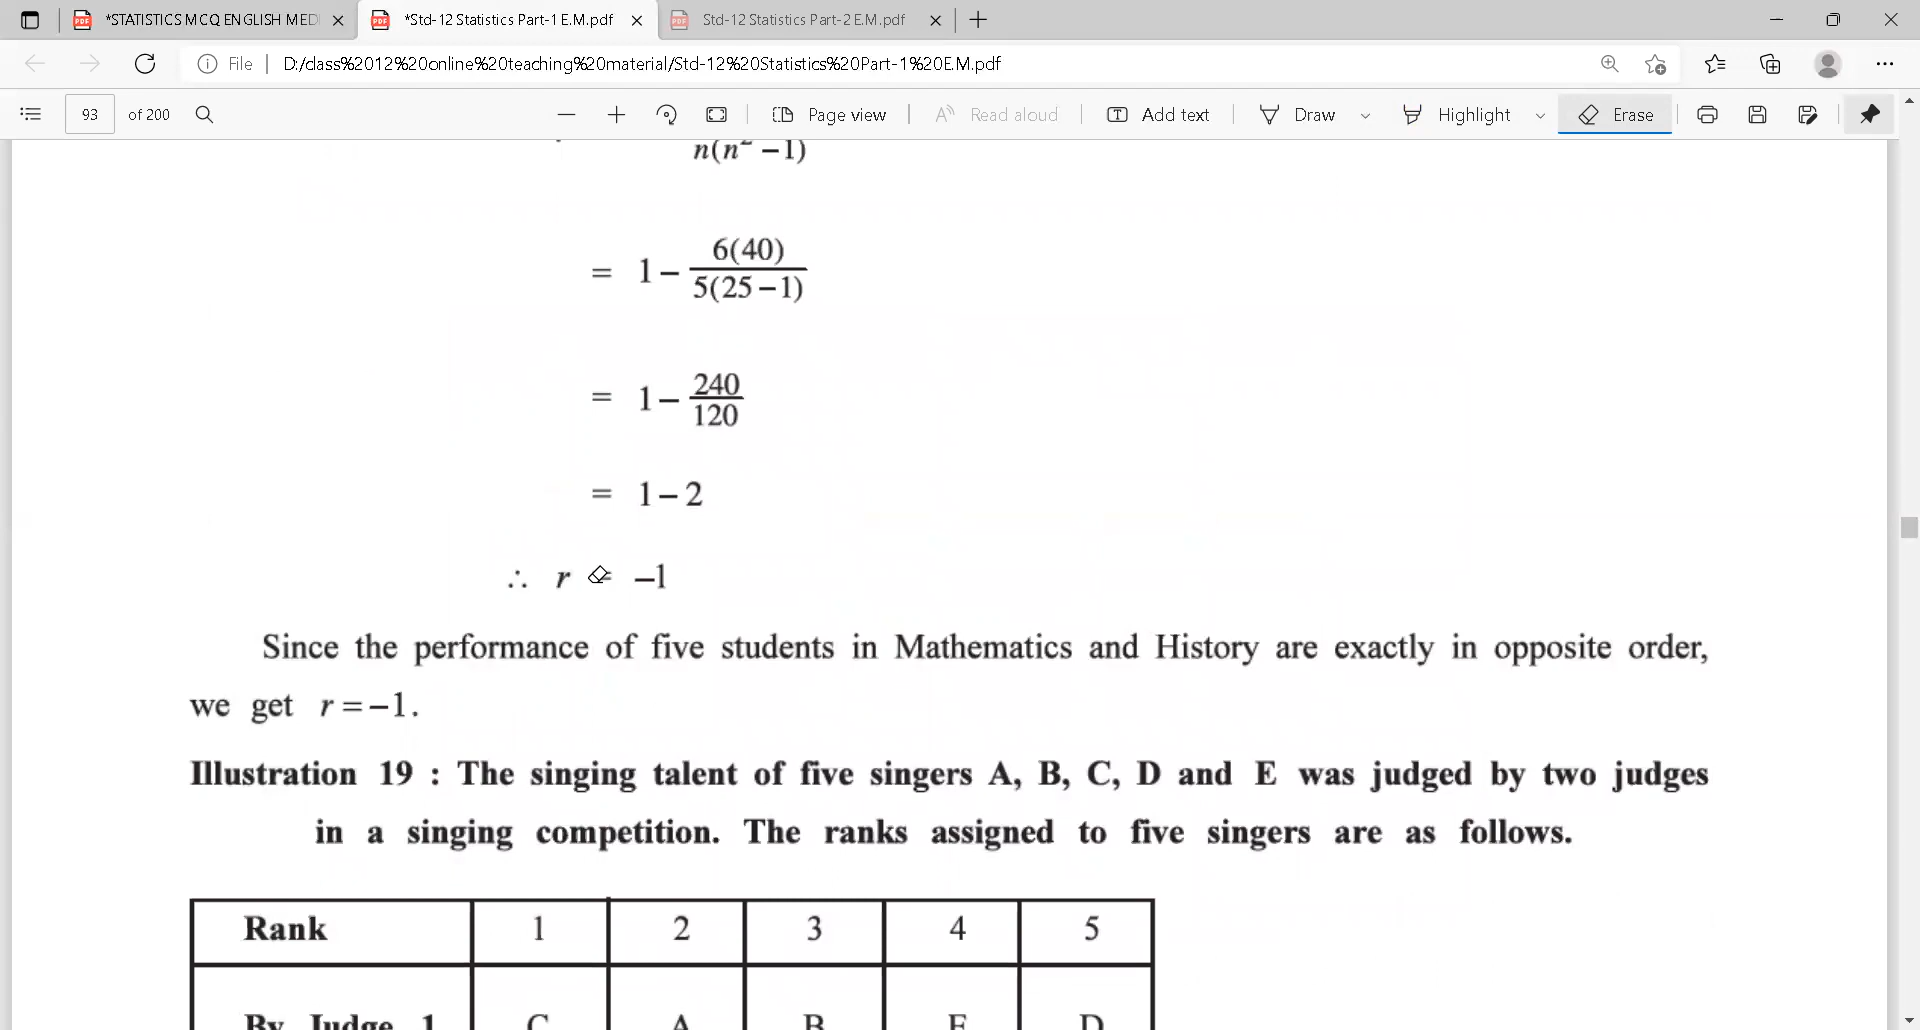 *STATISTICS MCQ ENGLISH MEDI
*Std-12 Statistics Part-1 E.M.pdf
Std-12 Statistics Part-2 E.M.pdf
File D:/class%2012%20online%20teaching%20material/Std-12%20Statistics%20Part-1%20E.M.pdf
93 of 200 Page view Read aloud Add text Draw Highlight Erase
n(n² – 1)
= 1 – 6(40) / 5(25 – 1)
= 1 – 240 / 120
= 1 – 2
∴ r = –1
Since the performance of five students in Mathematics and History are exactly in opposite order,
we get r = –1.
Illustration 19 : The singing talent of five singers A, B, C, D and E was judged by two judges
in a singing competition. The ranks assigned to five singers are as follows.
Rank 1 2 3 4 5
By Judge 1 C A B E D